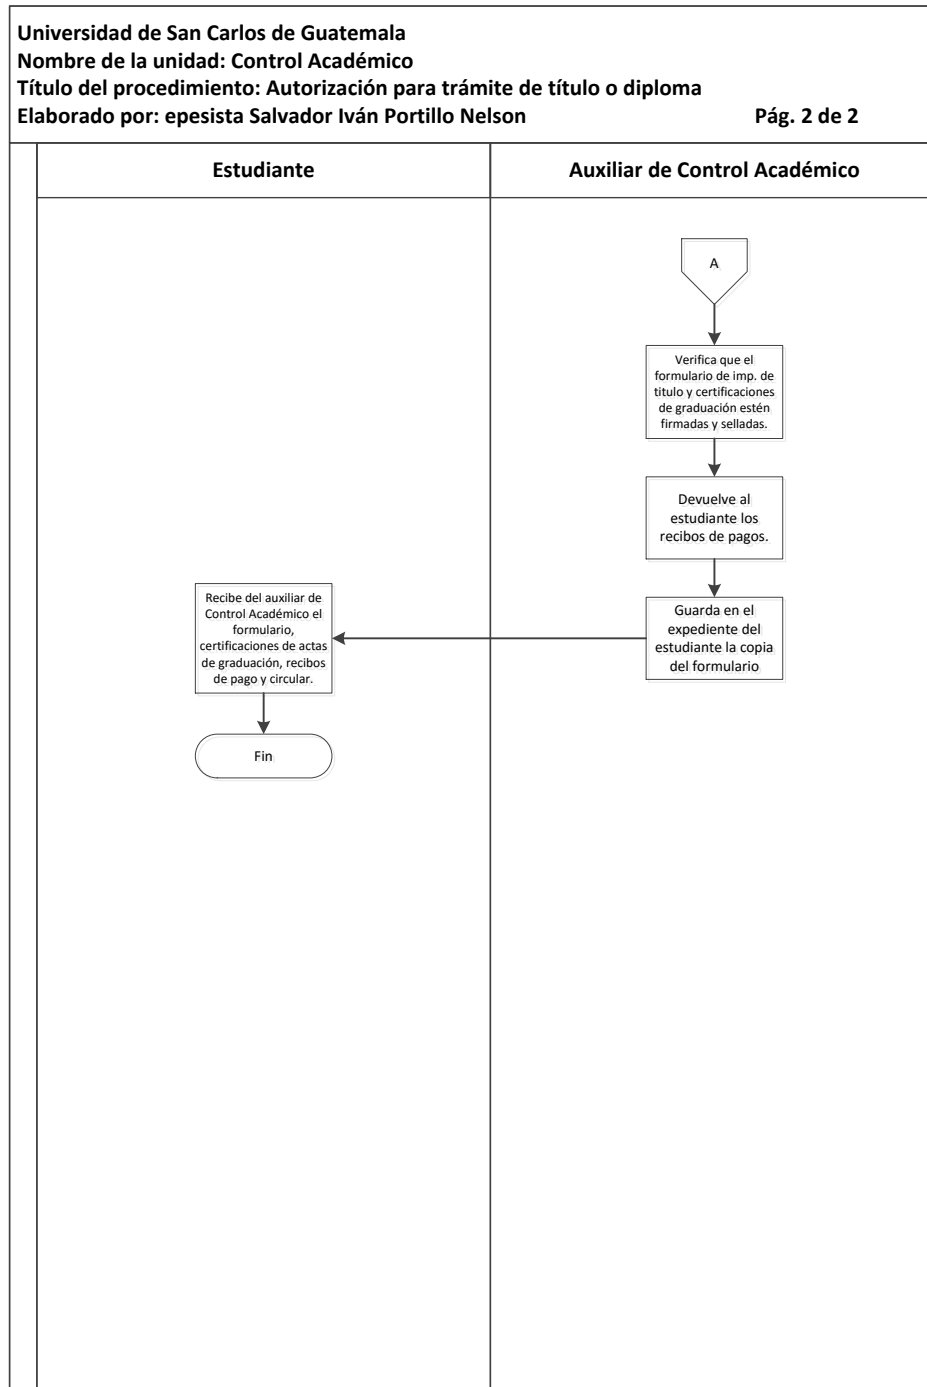 Universidad de San Carlos de Guatemala
Nombre de la unidad: Control Académico
Título del procedimiento: Autorización para trámite de título o diploma
Elaborado por: epesista Salvador Iván Portillo Nelson Pág. 2 de 2
Estudiante Auxiliar de Control Académico
A
Verifica que el
formulario de imp. de
titulo y certificaciones
de graduación estén
firmadas y selladas.
Devuelve al
estudiante los
recibos de pagos.
Guarda en el
expediente del
estudiante la copia
del formulario
Recibe del auxiliar de
Control Académico el
formulario,
certificaciones de actas
de graduación, recibos
de pago y circular.
Fin